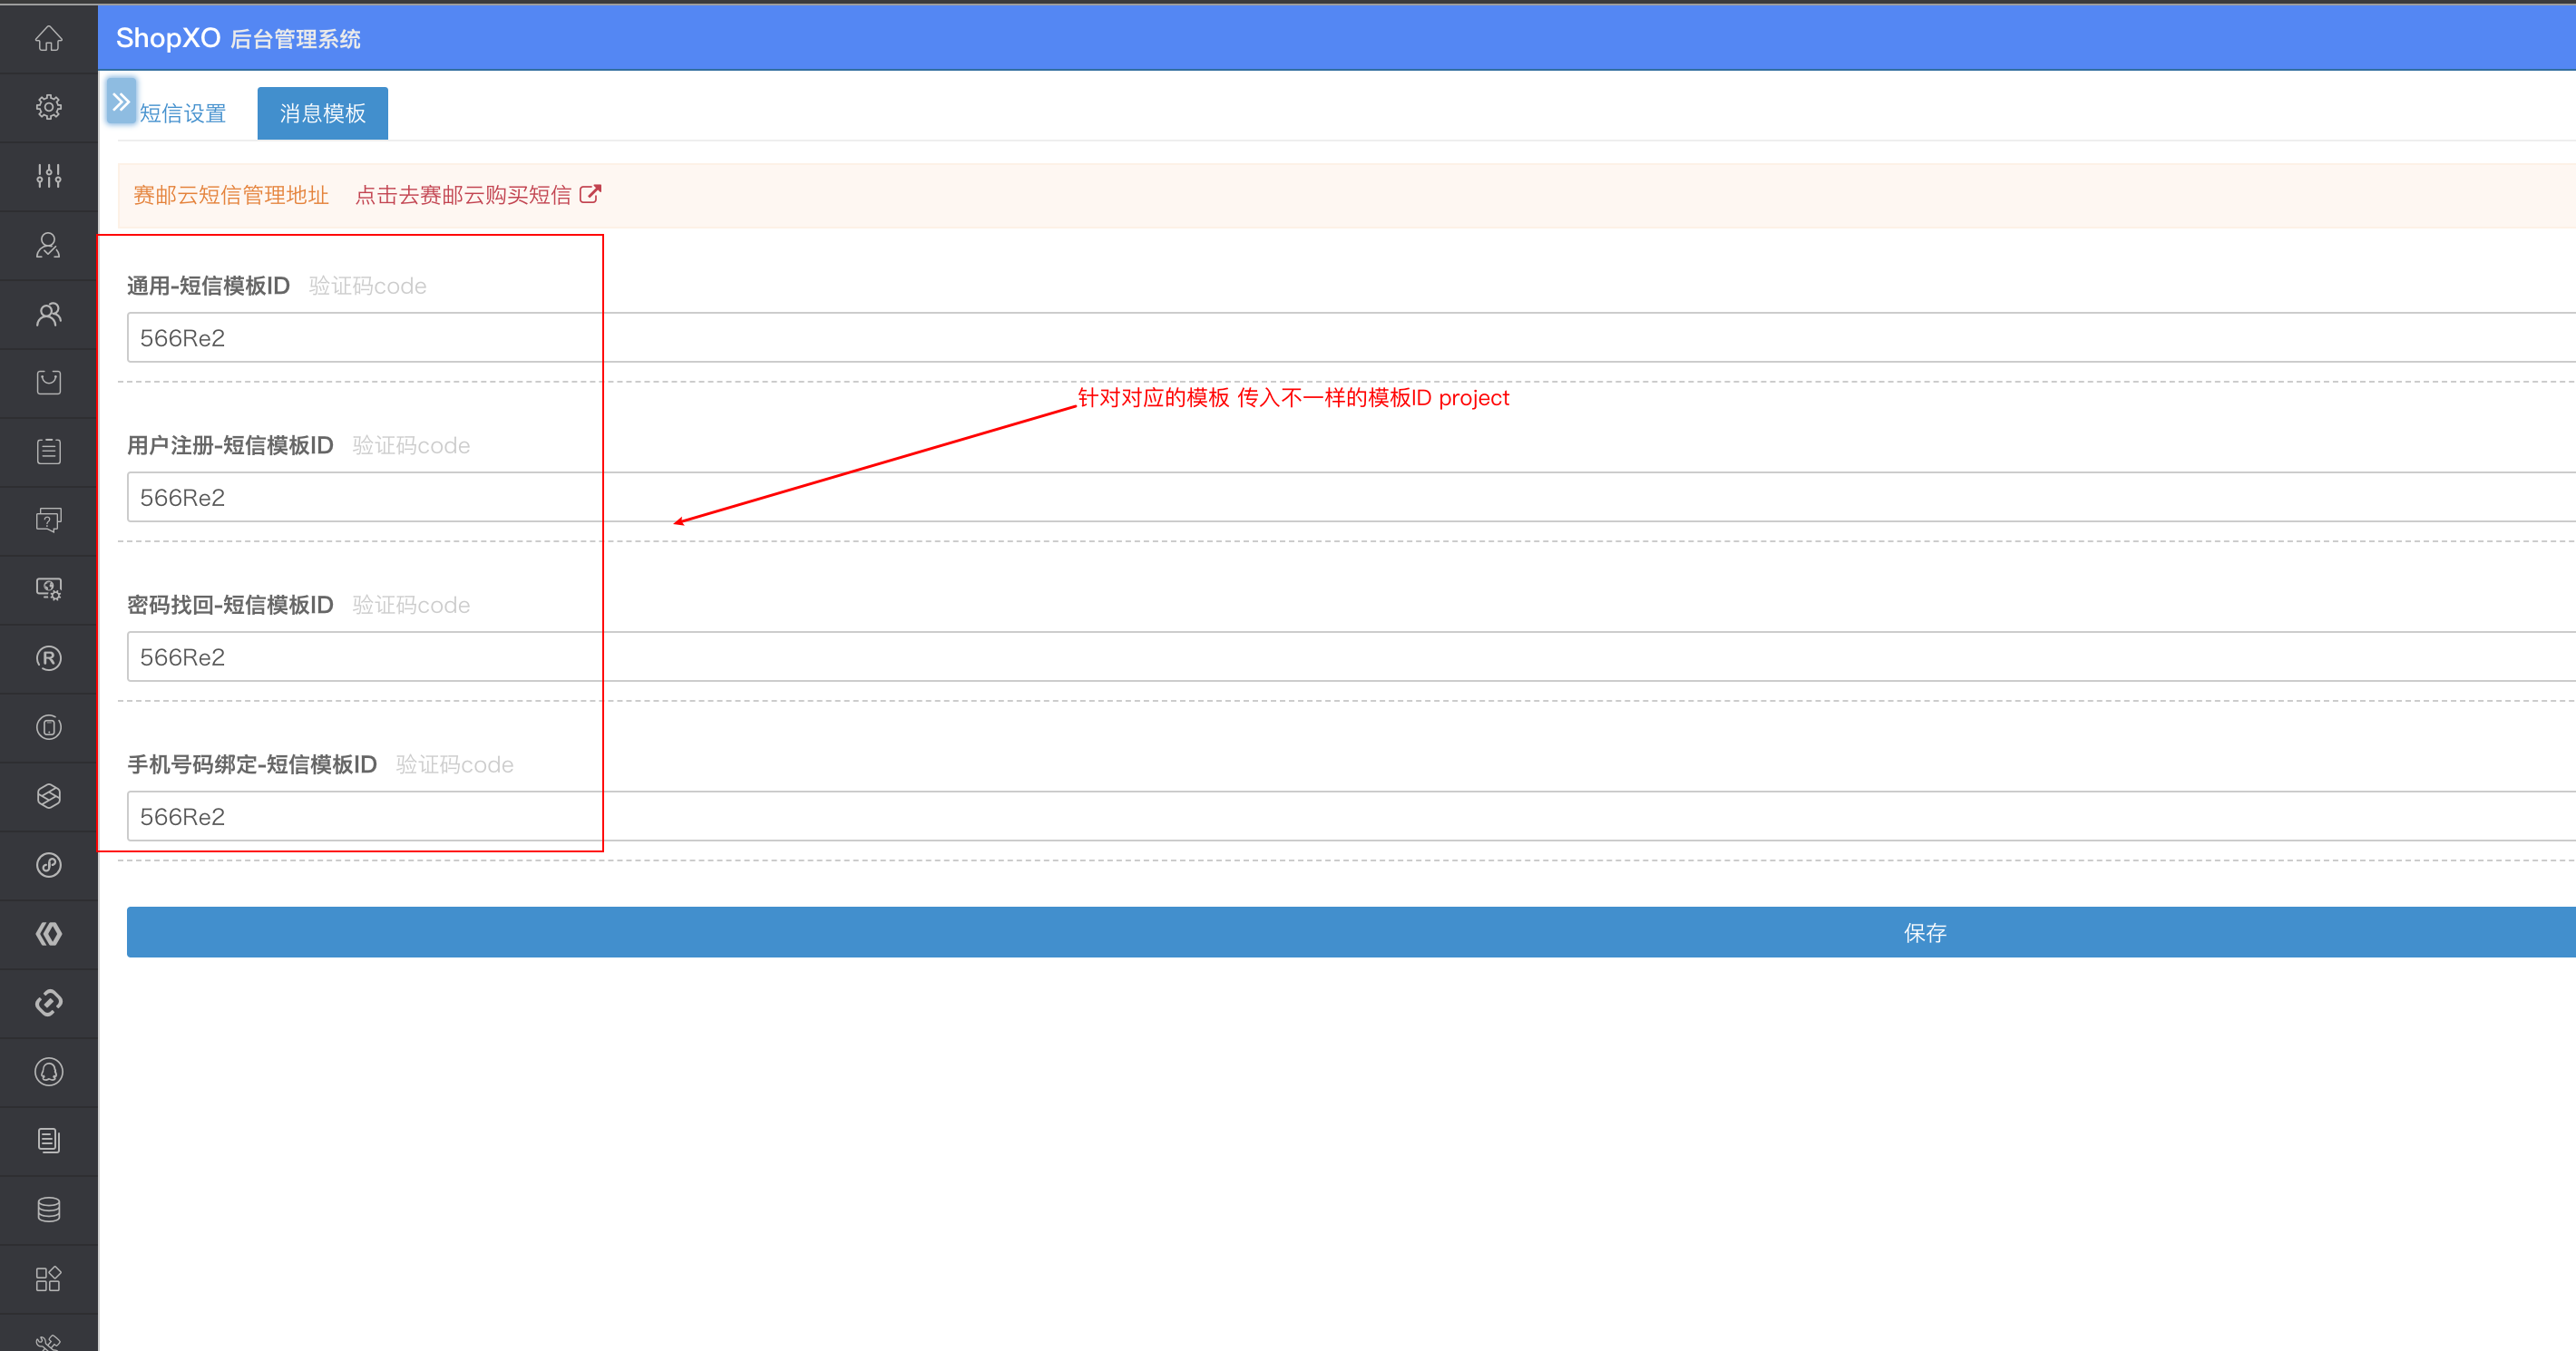 ShopXO 后台管理系统
短信设置 消息模板
赛邮云短信管理地址 点击去赛邮云购买短信
通用-短信模板ID 验证码code
566Re2
针对对应的模板 传入不一样的模板ID project
用户注册-短信模板ID 验证码code
566Re2
密码找回-短信模板ID 验证码code
566Re2
手机号码绑定-短信模板ID 验证码code
566Re2
保存